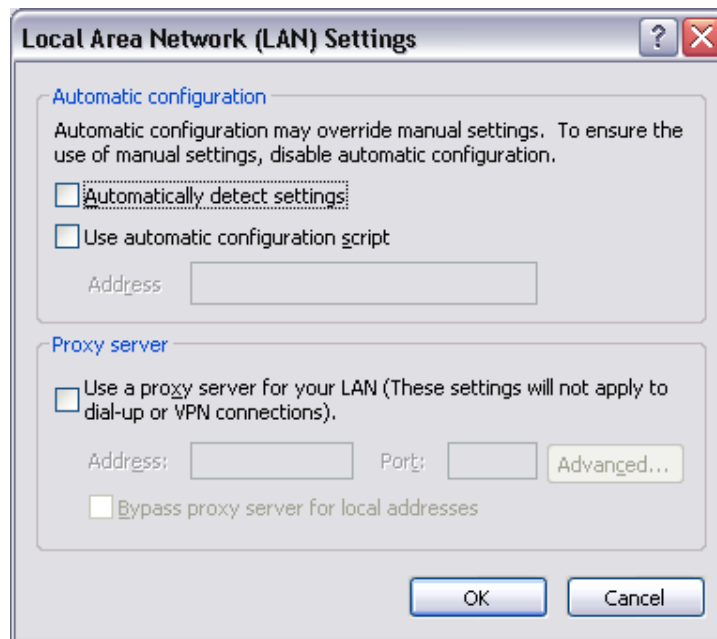 Local Area Network (LAN) Settings
?
Automatic configuration
Automatic configuration may override manual settings. To ensure the
use of manual settings, disable automatic configuration.
Automatically detect settings
Use automatic configuration script
Address
Proxy server
Use a proxy server for your LAN (These settings will not apply to
dial-up or VPN connections).
Address: Port: Advanced...
Bypass proxy server for local addresses
OK Cancel